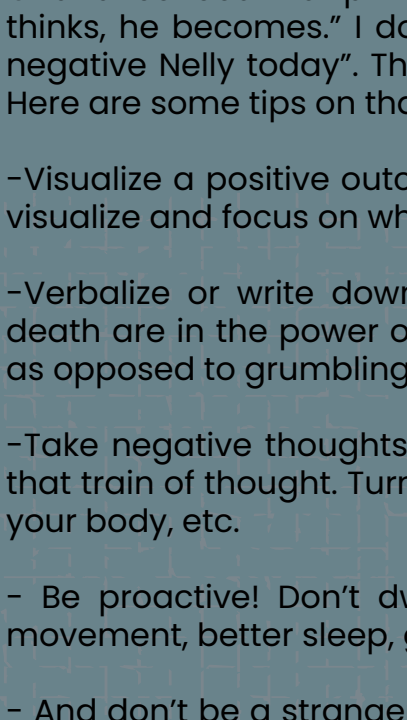 thinks, he becomes.” I do
negative Nelly today”. Th
Here are some tips on tho
-Visualize a positive outc
visualize and focus on wh
-Verbalize or write down
death are in the power o
as opposed to grumbling
-Take negative thoughts
that train of thought. Turn
your body, etc.
- Be proactive! Don’t dw
movement, better sleep, g
- And don’t be a strange